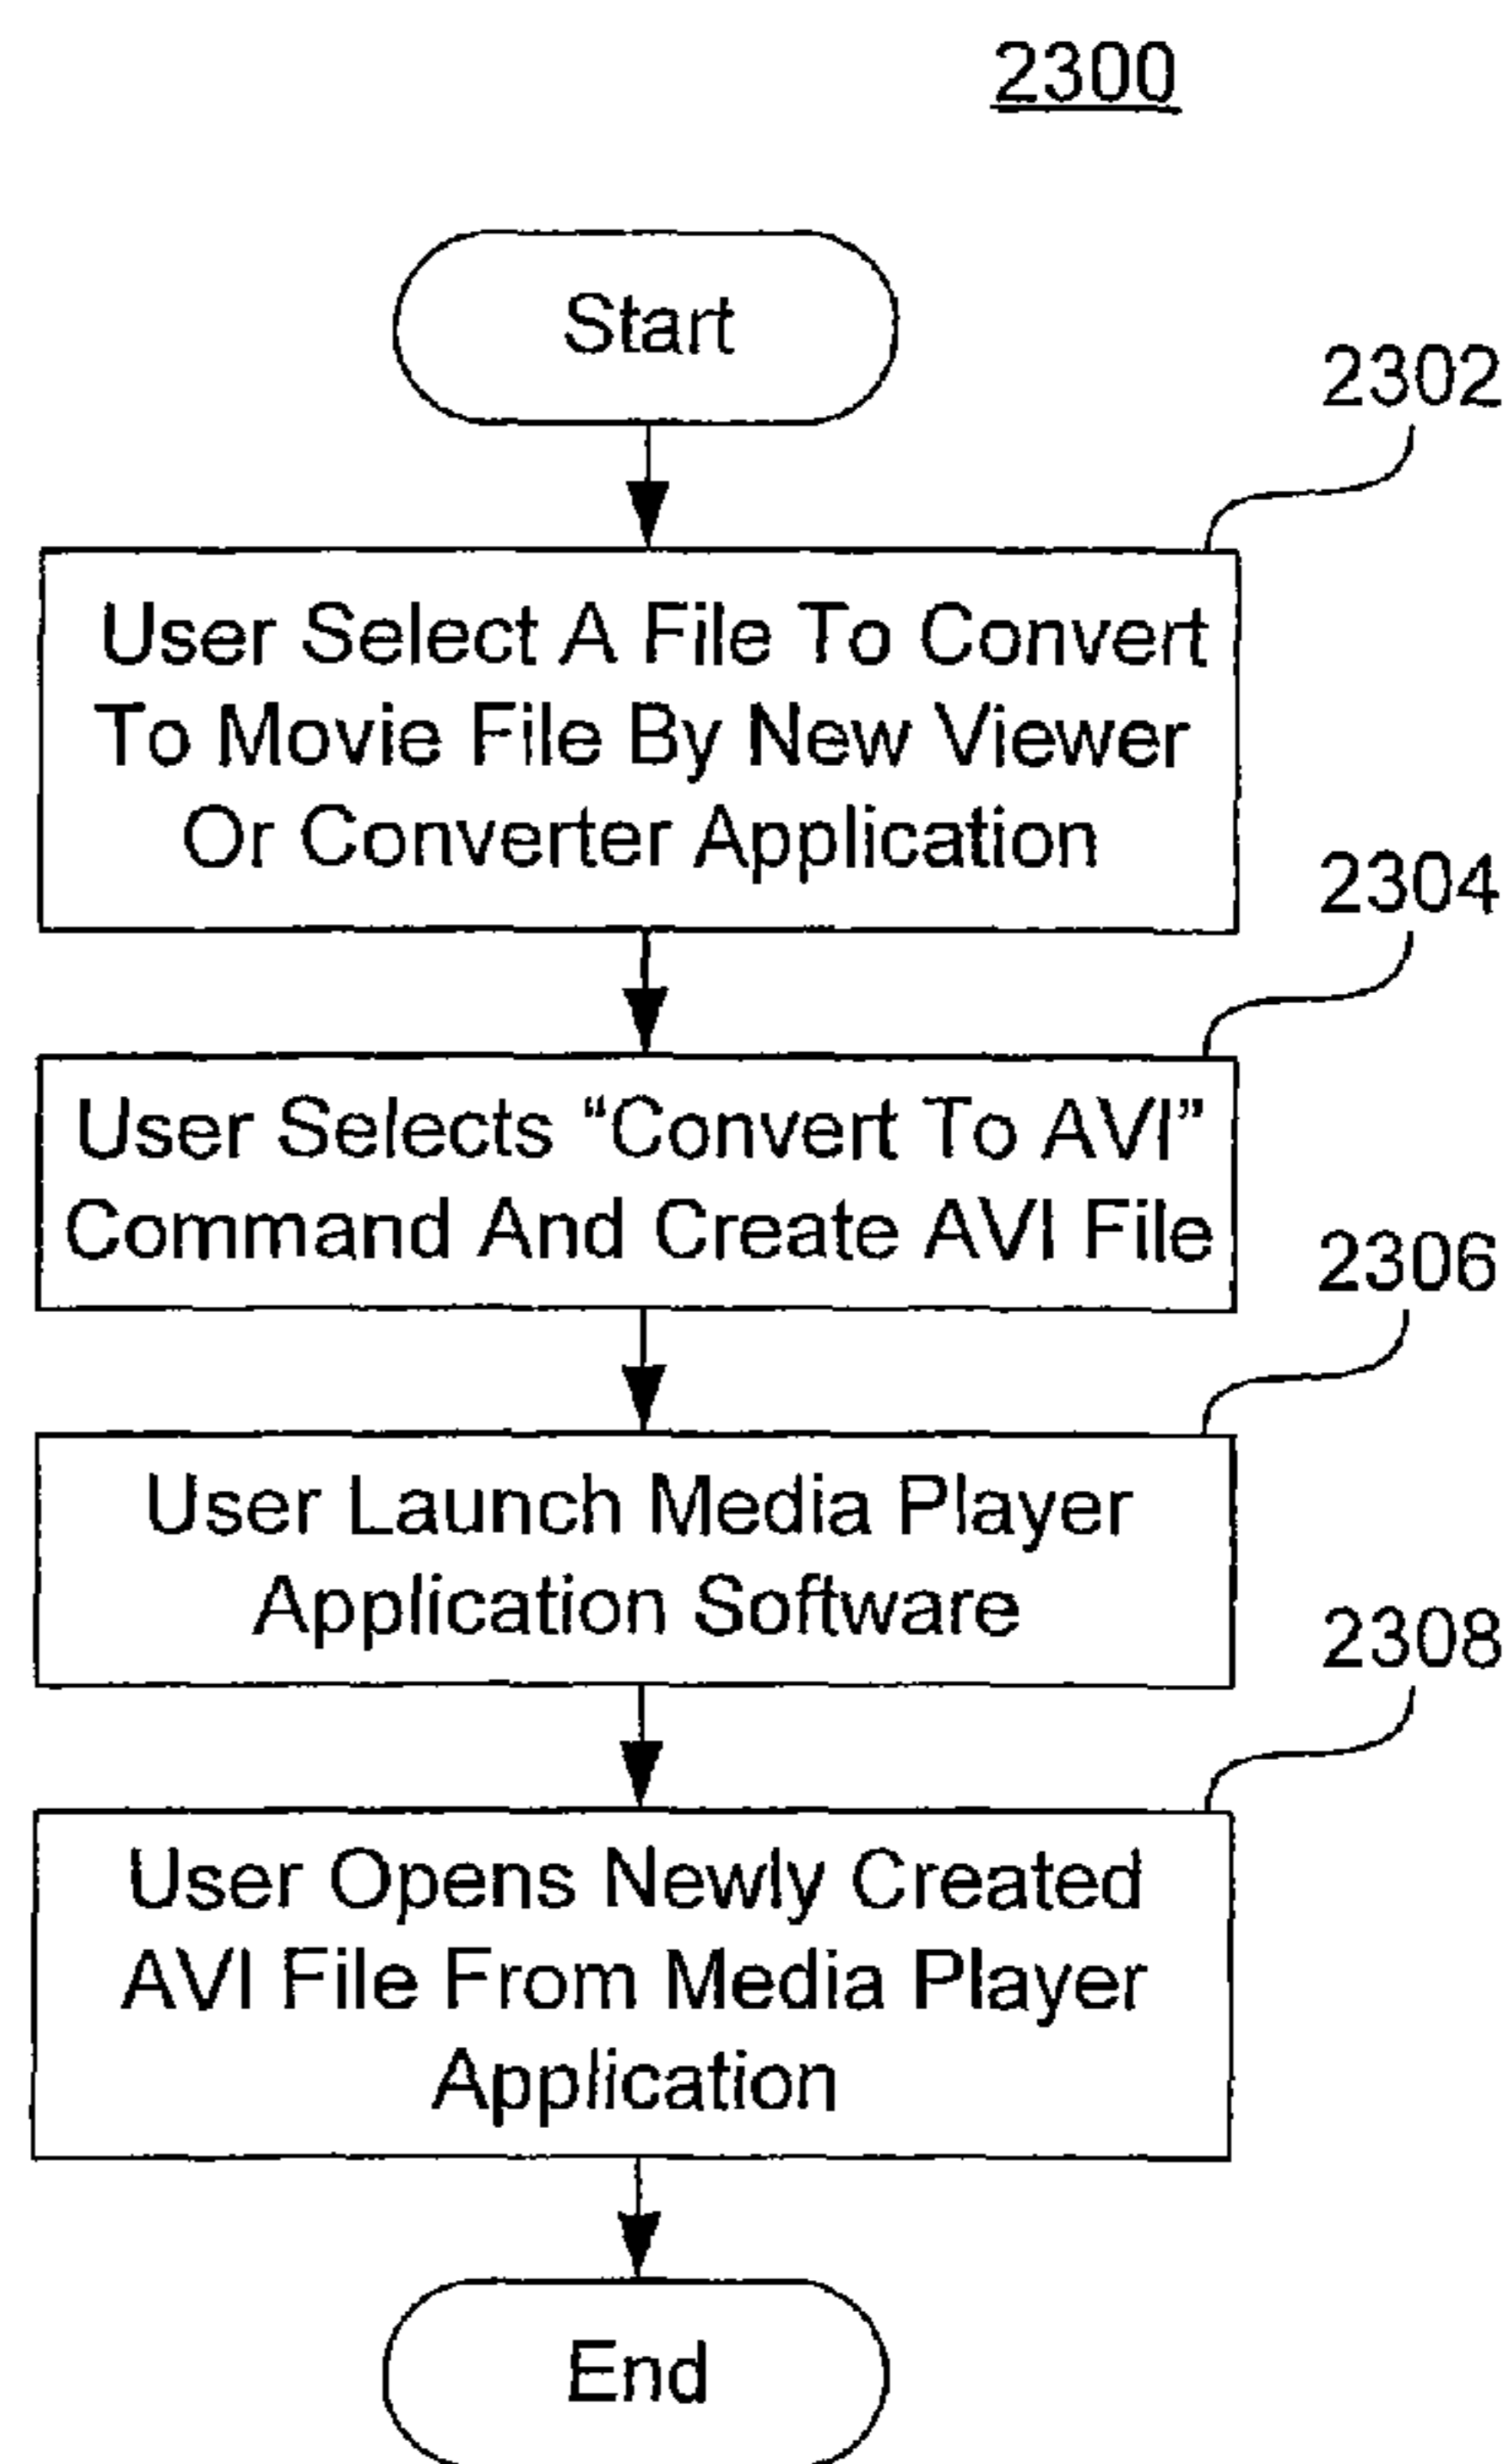 2300
Start
2302
User Select A File To Convert
To Movie File By New Viewer
Or Converter Application
2304
User Selects “Convert To AVI”
Command And Create AVI File
2306
User Launch Media Player
Application Software
2308
User Opens Newly Created
AVI File From Media Player
Application
End